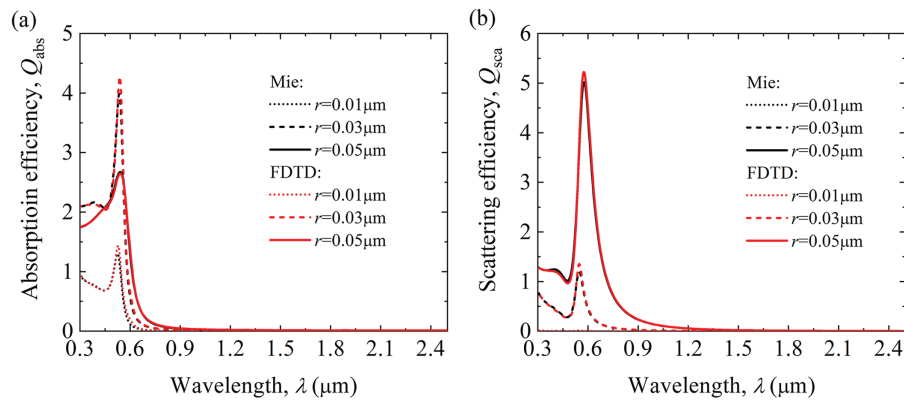 (a)
5
4
3
2
1
0
Absorptioin efficiency, Qabs
Mie:
r=0.01μm
r=0.03μm
r=0.05μm
FDTD:
r=0.01μm
r=0.03μm
r=0.05μm
0.3 0.6 0.9 1.2 1.5 1.8 2.1 2.4
Wavelength, λ (μm)
(b)
6
5
4
3
2
1
0
Scattering efficiency, Qsca
Mie:
r=0.01μm
r=0.03μm
r=0.05μm
FDTD:
r=0.01μm
r=0.03μm
r=0.05μm
0.3 0.6 0.9 1.2 1.5 1.8 2.1 2.4
Wavelength, λ (μm)